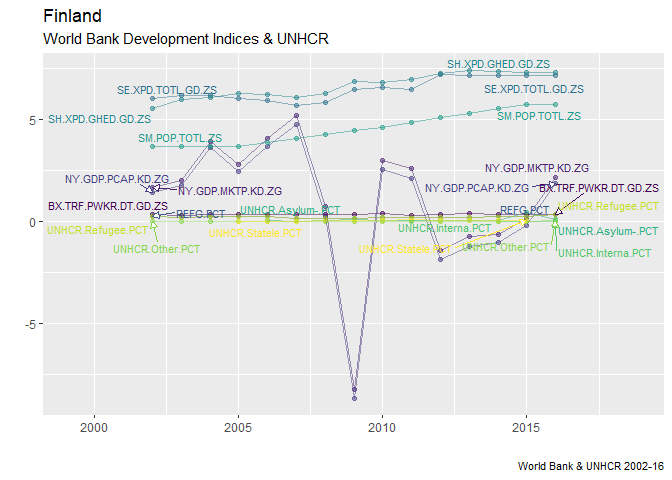 Finland
World Bank Development Indices & UNHCR
SH.XPD.GHED.GD.ZS
SE.XPD.TOTL.GD.ZS
SE.XPD.TOTL.GD.ZS
SH.XPD.GHED.GD.ZS
SM.POP.TOTL.ZS
5
SM.POP.TOTL.ZS
NY.GDP.MKTP.KD.ZG
NY.GDP.PCAP.KD.ZG
NY.GDP.MKTP.KD.ZG
NY.GDP.PCAP.KD.ZG
BX.TRF.PWKR.DT.GD.ZS
BX.TRF.PWKR.DT.GD.ZS
REFG.PCT
UNHCR.Asylum-.PCT
REFG.PCT
UNHCR.Refugee.PCT
0
UNHCR.Refugee.PCT
UNHCR.Statele.PCT
UNHCR.Interna.PCT
UNHCR.Asylum-.PCT
UNHCR.Other.PCT
UNHCR.Statele.PCT
UNHCR.Other.PCT
UNHCR.Interna.PCT
-5
2000
2005
2010
2015
World Bank & UNHCR 2002-16